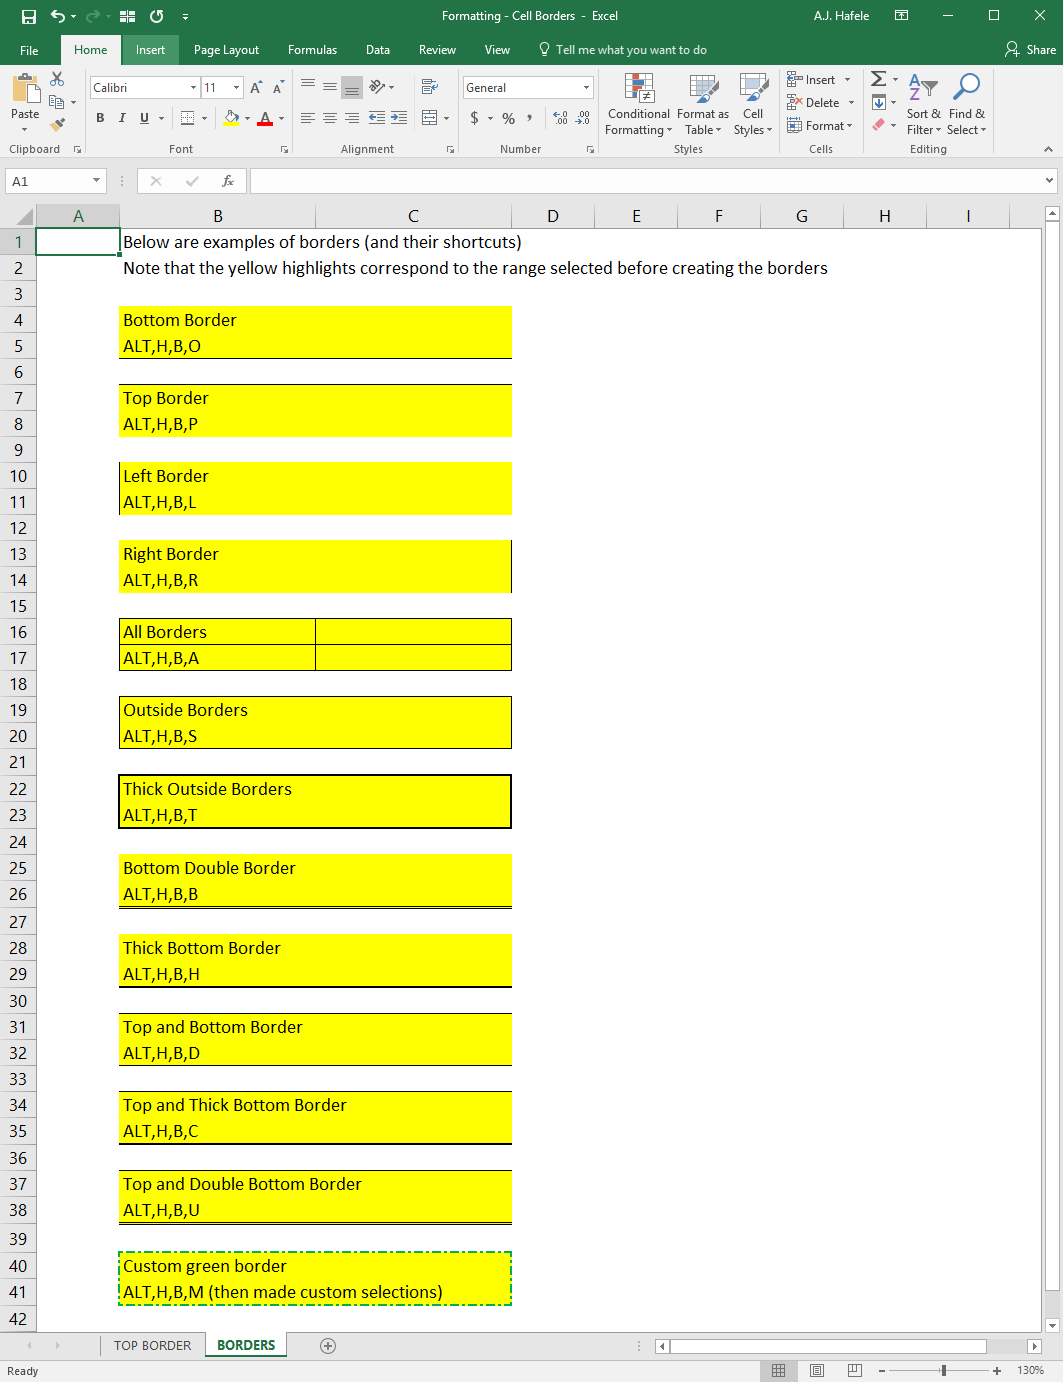 Formatting - Cell Borders - Excel
A.J. Hafele
File Home Insert Page Layout Formulas Data Review View Tell me what you want to do Share
Paste
Calibri 11
B I U
A A
A
General
$ % ,
Conditional Formatting
Format as Table
Cell Styles
Insert
Delete
Format
Sort & Filter
Find & Select
Clipboard Font Alignment Number Styles Cells Editing
A1
fx
A B C D E F G H I
1 Below are examples of borders (and their shortcuts)
2 Note that the yellow highlights correspond to the range selected before creating the borders
3
4 Bottom Border
5 ALT,H,B,O
6
7 Top Border
8 ALT,H,B,P
9
10 Left Border
11 ALT,H,B,L
12
13 Right Border
14 ALT,H,B,R
15
16 All Borders
17 ALT,H,B,A
18
19 Outside Borders
20 ALT,H,B,S
21
22 Thick Outside Borders
23 ALT,H,B,T
24
25 Bottom Double Border
26 ALT,H,B,B
27
28 Thick Bottom Border
29 ALT,H,B,H
30
31 Top and Bottom Border
32 ALT,H,B,D
33
34 Top and Thick Bottom Border
35 ALT,H,B,C
36
37 Top and Double Bottom Border
38 ALT,H,B,U
39
40 Custom green border
41 ALT,H,B,M (then made custom selections)
42
TOP BORDER BORDERS
Ready
130%